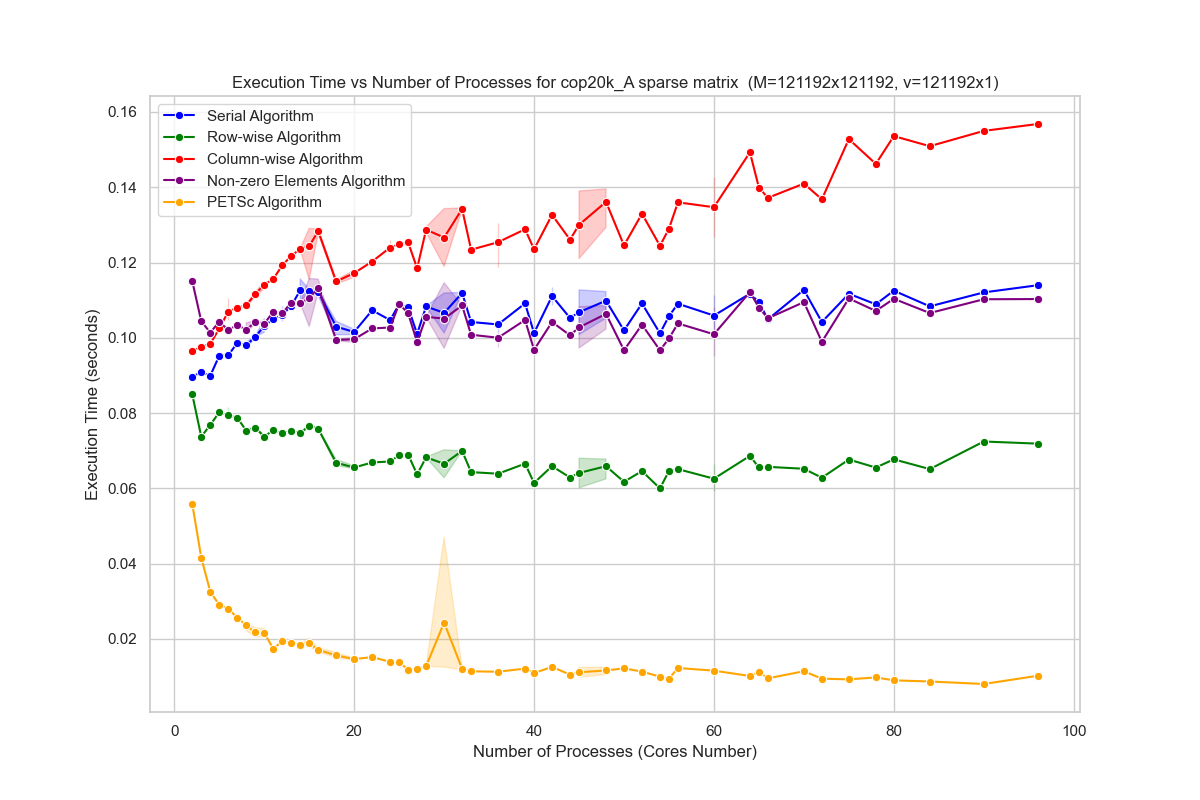 Execution Time vs Number of Processes for cop20k_A sparse matrix  (M=121192x121192, v=121192x1)
Serial Algorithm
Row-wise Algorithm
Column-wise Algorithm
Non-zero Elements Algorithm
PETSc Algorithm
Execution Time (seconds)
0.16
0.14
0.12
0.10
0.08
0.06
0.04
0.02
0
20
40
60
80
100
Number of Processes (Cores Number)